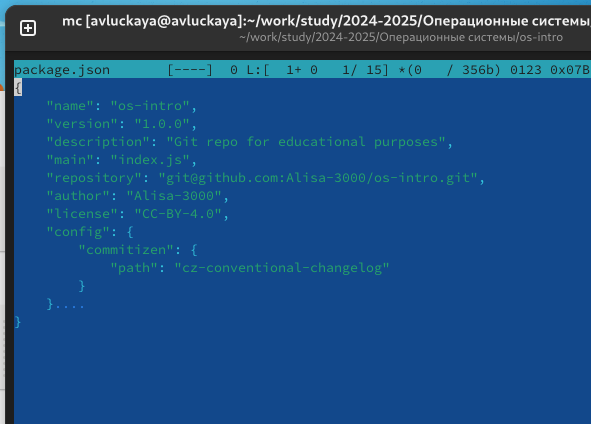 mc [avluckaya@avluckaya]:~/work/study/2024-2025/Операционные системы/
~/work/study/2024-2025/Операционные системы/os-intro
package.json [----] 0 L:[ 1+ 0 1/ 15] *(0 / 356b) 0123 0x07B
{
    "name": "os-intro",
    "version": "1.0.0",
    "description": "Git repo for educational purposes",
    "main": "index.js",
    "repository": "git@github.com:Alisa-3000/os-intro.git",
    "author": "Alisa-3000",
    "license": "CC-BY-4.0",
    "config": {
        "commitizen": {
            "path": "cz-conventional-changelog"
        }
    }....
}